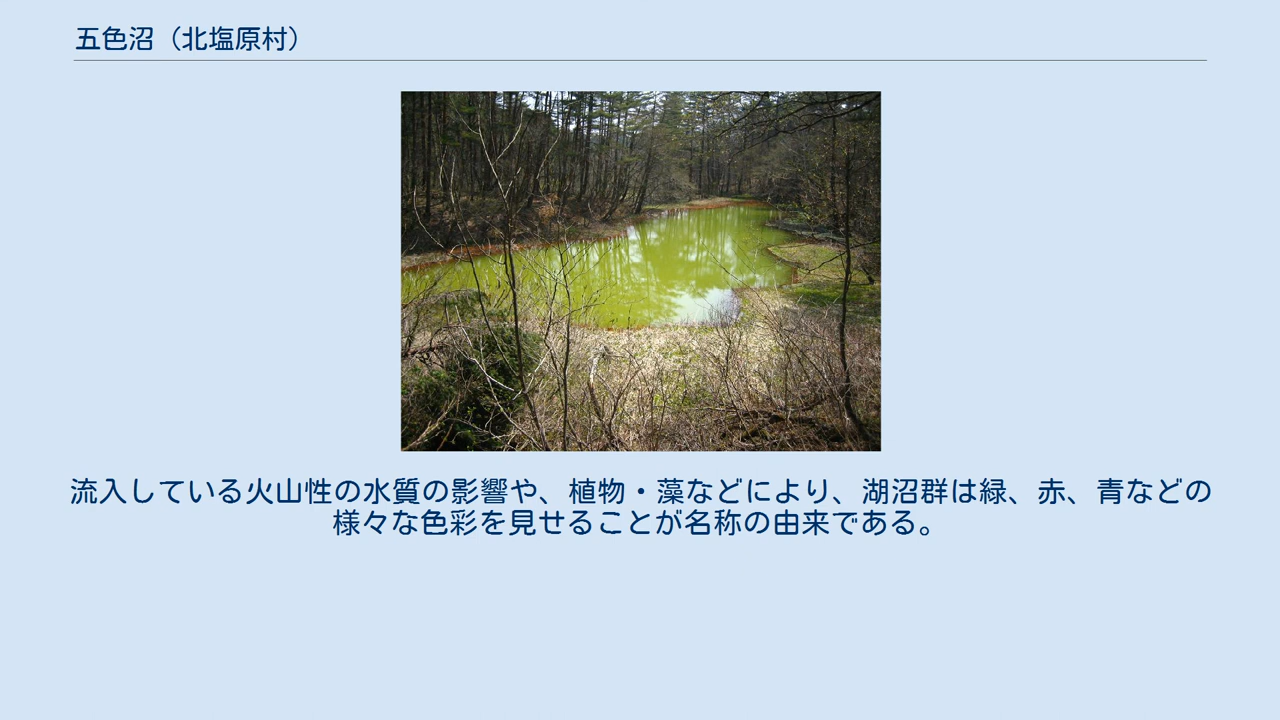 五色沼（北塩原村）
流入している火山性の水質の影響や、植物・藻などにより、湖沼群は緑、赤、青などの
様々な色彩を見せることが名称の由来である。